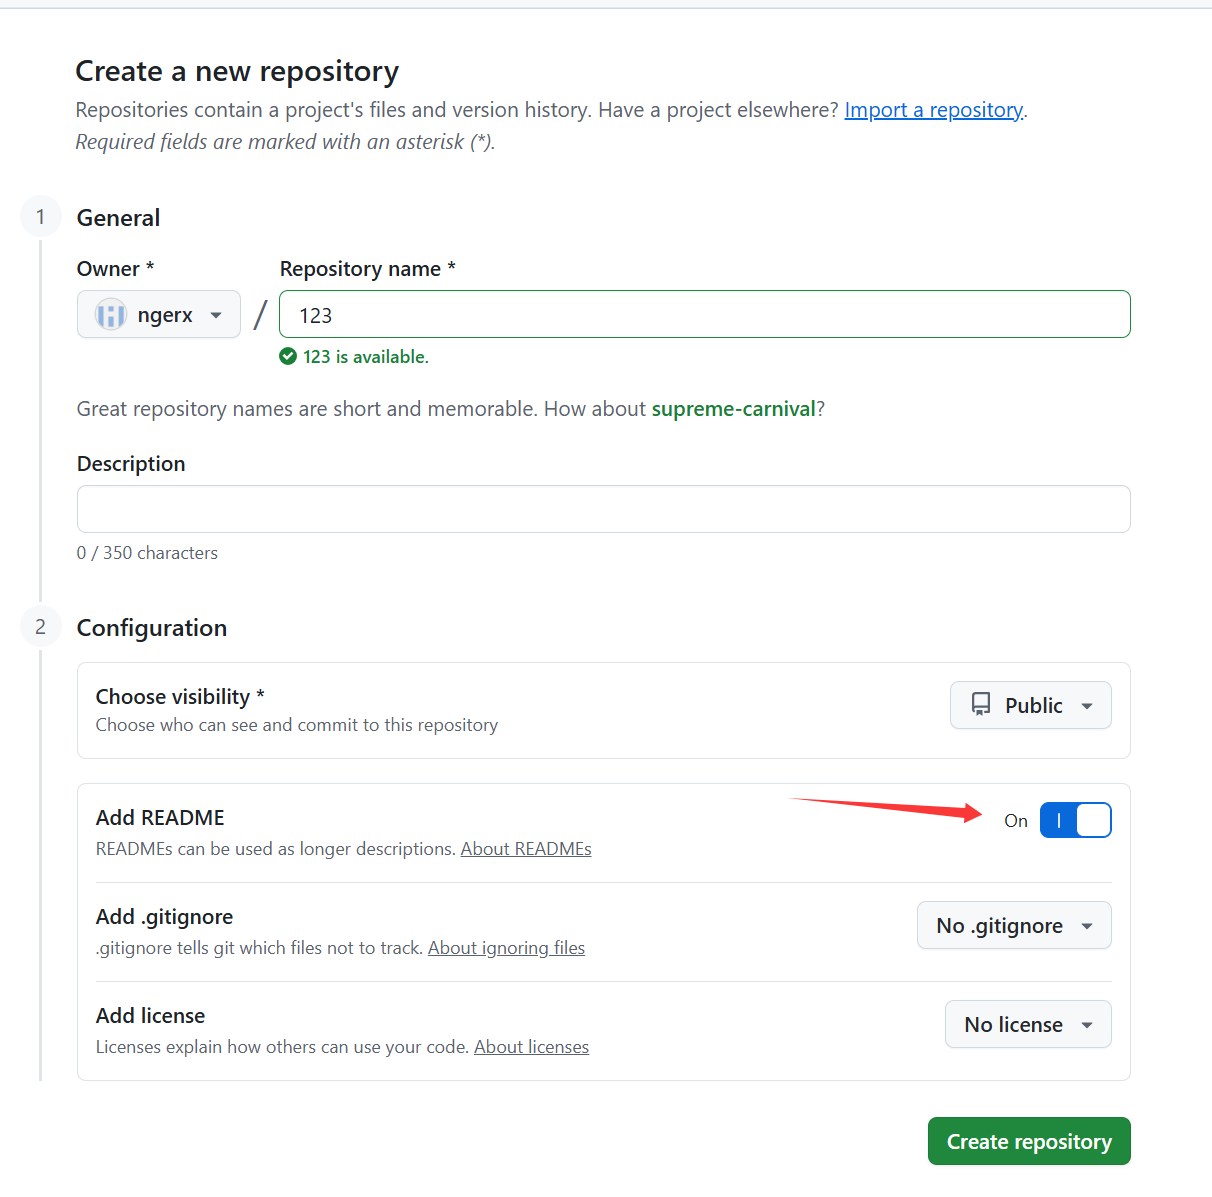 Create a new repository
Repositories contain a project's files and version history. Have a project elsewhere? Import a repository.
Required fields are marked with an asterisk (*).
1 General
Owner * Repository name *
ngerx / 123
123 is available.
Great repository names are short and memorable. How about supreme-carnival?
Description
0 / 350 characters
2 Configuration
Choose visibility *
Choose who can see and commit to this repository
Public
Add README
READMEs can be used as longer descriptions. About READMEs
On
Add .gitignore
.gitignore tells git which files not to track. About ignoring files
No .gitignore
Add license
Licenses explain how others can use your code. About licenses
No license
Create repository